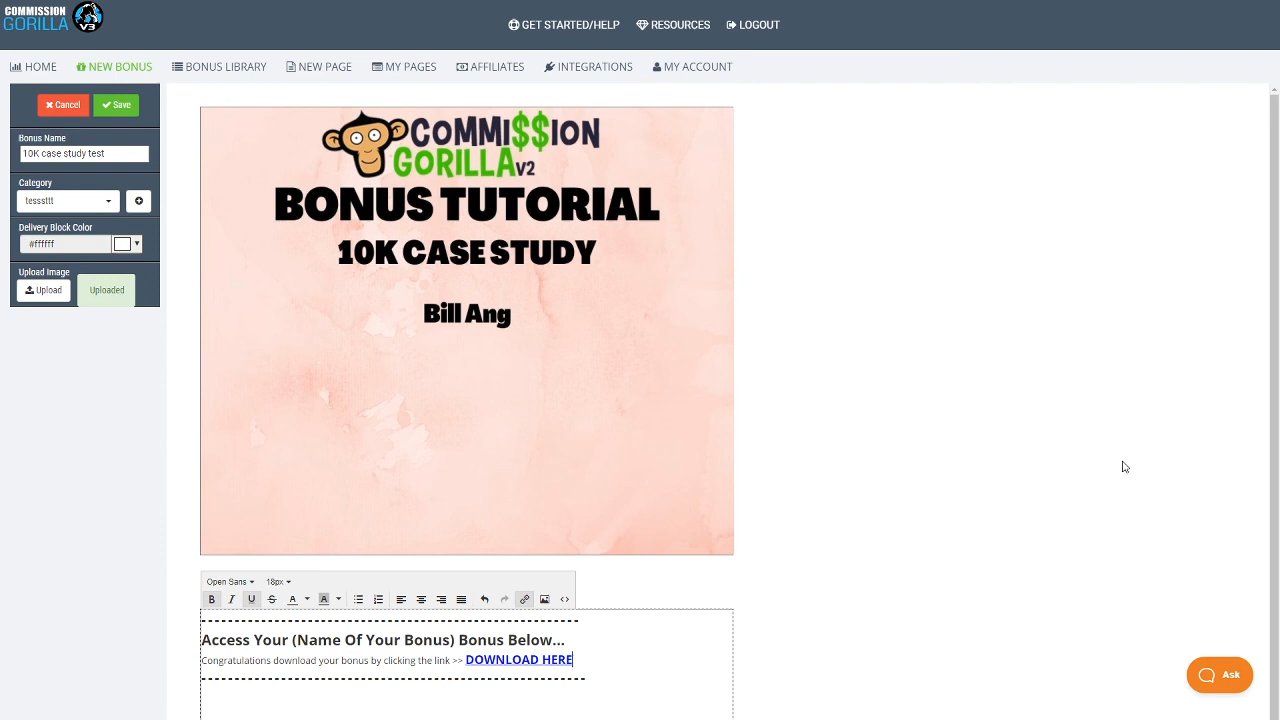 COMMISSION
GORILLA V3
GET STARTED/HELP RESOURCES LOGOUT
HOME NEW BONUS BONUS LIBRARY NEW PAGE MY PAGES AFFILIATES INTEGRATIONS MY ACCOUNT
Cancel Save
Bonus Name
10K case study test
Category
tesssttt
Delivery Block Color
#ffffff
Upload Image
Upload Uploaded
COMMI$$ION
GORILLAV2
BONUS TUTORIAL
10K CASE STUDY
Bill Ang
Open Sans 18px
B I U S A A
Access Your (Name Of Your Bonus) Bonus Below...
Congratulations download your bonus by clicking the link >> DOWNLOAD HERE
Ask